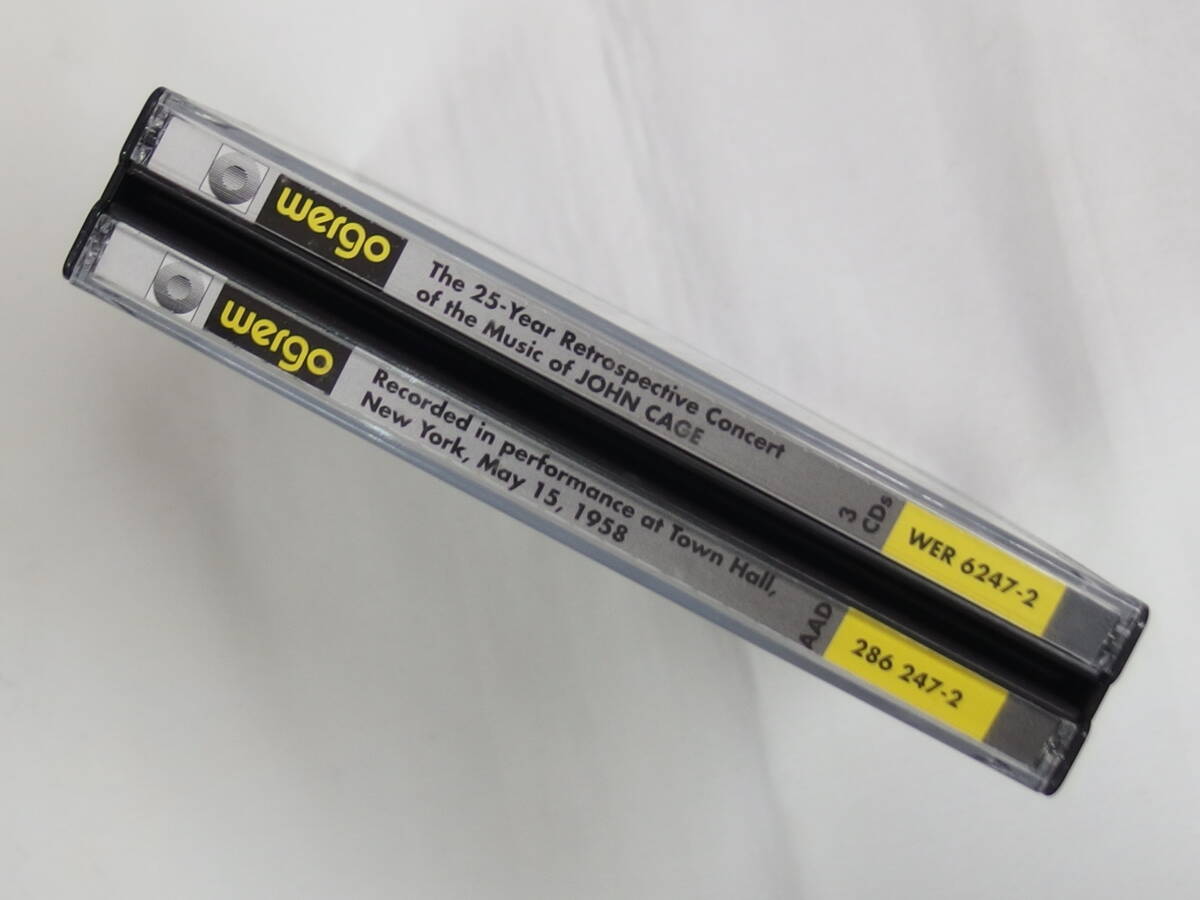 wergo
The 25-Year Retrospective Concert
of the Music of JOHN CAGE
3
CDs
WER 6247-2
wergo
Recorded in performance at Town Hall,
New York, May 15, 1958
AAD
286 247-2